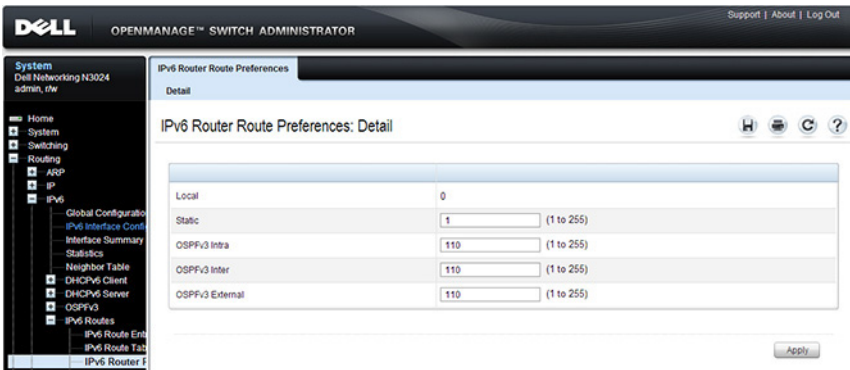 Support | About | Log Out
DELL OPENMANAGE™ SWITCH ADMINISTRATOR
System
Dell Networking N3024
admin, r/w
Home
System
Switching
Routing
ARP
IP
IPv6
Global Configuratio
IPv6 Interface Confi
Interface Summary
Statistics
Neighbor Table
DHCPv6 Client
DHCPv6 Server
OSPFv3
IPv6 Routes
IPv6 Route Ent
IPv6 Route Tab
IPv6 Router P
IPv6 Router Route Preferences
Detail
IPv6 Router Route Preferences: Detail
Local 0
Static 1 (1 to 255)
OSPFv3 Intra 110 (1 to 255)
OSPFv3 Inter 110 (1 to 255)
OSPFv3 External 110 (1 to 255)
Apply